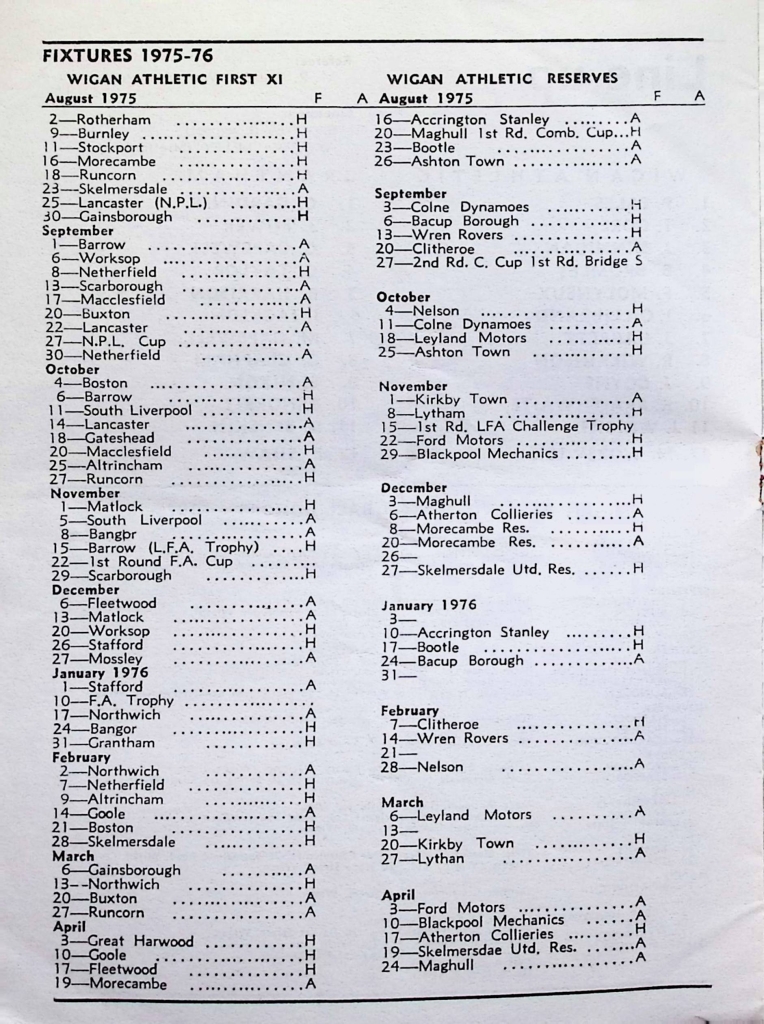 FIXTURES 1975-76
WIGAN ATHLETIC FIRST XI
August 1975 F A
2—Rotherham ................H
9—Burnley ....................H
11—Stockport ................H
16—Morecambe ................H
18—Runcorn ..................H
23—Skelmersdale ..............A
25—Lancaster (N.P.L.) ..........H
30—Gainsborough ............H
September
1—Barrow ....................A
6—Worksop ..................A
8—Netherfield ................H
13—Scarborough ..............A
17—Macclesfield ..............A
20—Buxton ..................H
22—Lancaster ................A
27—N.P.L. Cup ................
30—Netherfield ................A
October
4—Boston ....................A
6—Barrow ....................H
11—South Liverpool ............H
14—Lancaster ................A
18—Gateshead ................A
20—Macclesfield ..............H
25—Altrincham ................A
27—Runcorn ..................H
November
1—Matlock ..................H
5—South Liverpool ............A
8—Bangpr ....................A
15—Barrow (L.F.A. Trophy) ....H
22—1st Round F.A. Cup .........
29—Scarborough ..............H
December
6—Fleetwood ................A
13—Matlock ..................A
20—Worksop ................H
26—Stafford ..................H
27—Mossley ..................A
January 1976
1—Stafford ..................A
10—F.A. Trophy ................
17—Northwich ................A
24—Bangor ..................H
31—Grantham ................H
February
2—Northwich ................A
7—Netherfield ................H
9—Altrincham ................H
14—Goole ....................A
21—Boston ..................H
28—Skelmersdale ..............H
March
6—Gainsborough ............A
13--Northwich ................H
20—Buxton ..................A
27—Runcorn ..................A
April
3—Great Harwood ............H
10—Goole ....................H
17—Fleetwood ................H
19—Morecambe ................A
WIGAN ATHLETIC RESERVES
August 1975 F A
16—Accrington Stanley .........A
20—Maghull 1st Rd. Comb. Cup...H
23—Bootle ..................A
26—Ashton Town ..............A
September
3—Colne Dynamoes ..........H
6—Bacup Borough ............H
13—Wren Rovers ..............H
20—Clitheroe ................A
27—2nd Rd. C. Cup 1st Rd. Bridge S
October
4—Nelson ....................H
11—Colne Dynamoes ..........A
18—Leyland Motors ............H
25—Ashton Town ............H
November
1—Kirkby Town ..............A
8—Lytham ..................H
15—1st Rd. LFA Challenge Trophy
22—Ford Motors ..............H
29—Blackpool Mechanics ........H
December
3—Maghull ..................H
6—Atherton Collieries ........A
8—Morecambe Res. ..........H
20—Morecambe Res. ..........A
26—
27—Skelmersdale Utd. Res. ......H
January 1976
3—
10—Accrington Stanley .........H
17—Bootle ..................H
24—Bacup Borough ............A
31—
February
7—Clitheroe ................H
14—Wren Rovers ..............A
21—
28—Nelson ..................A
March
6—Leyland Motors ..........A
13—
20—Kirkby Town ..............H
27—Lythan ..................A
April
3—Ford Motors ..............A
10—Blackpool Mechanics ......A
17—Atherton Collieries ........H
19—Skelmersdae Utd. Res. .......A
24—Maghull ................A